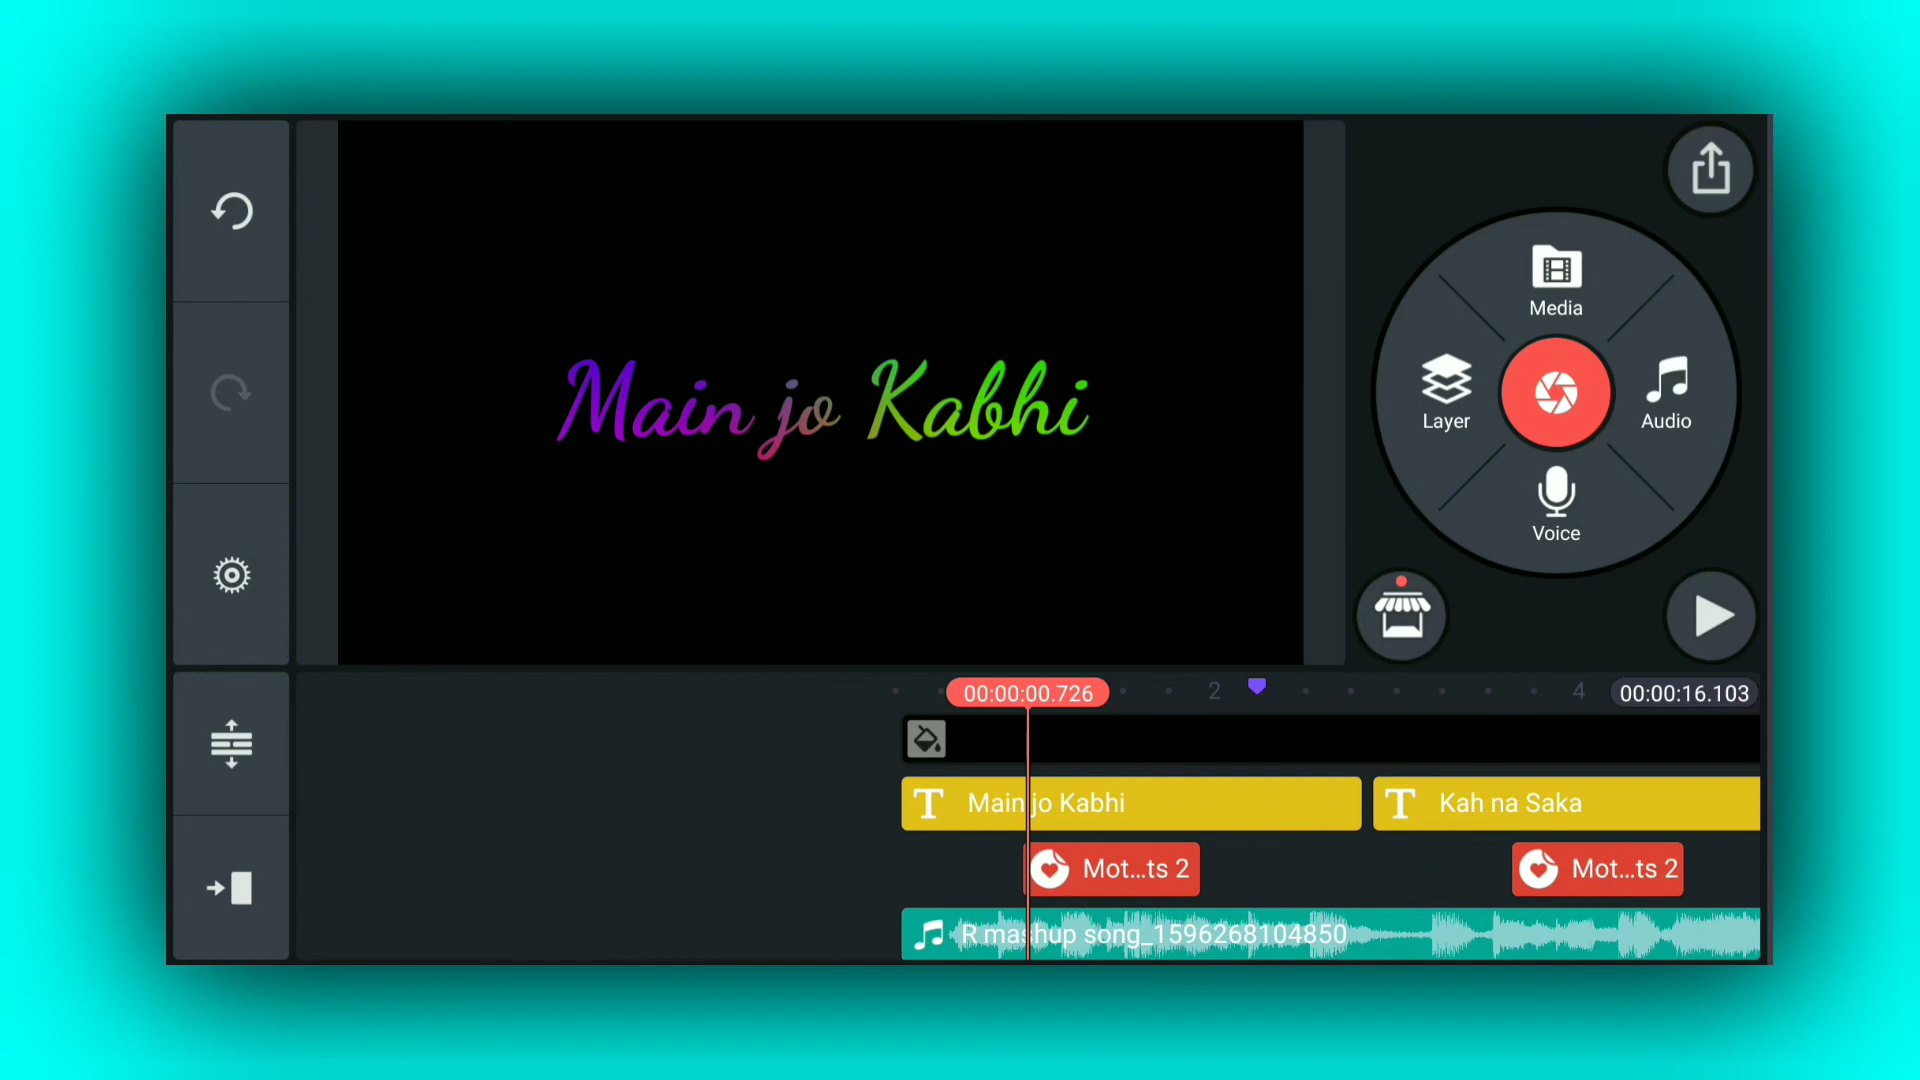 Media
Main jo Kabhi
Layer
Audio
Voice
00:00:00.726
2
4
00:00:16.103
Main jo Kabhi
Kah na Saka
Mot...ts 2
Mot...ts 2
R mashup song_1596268104850